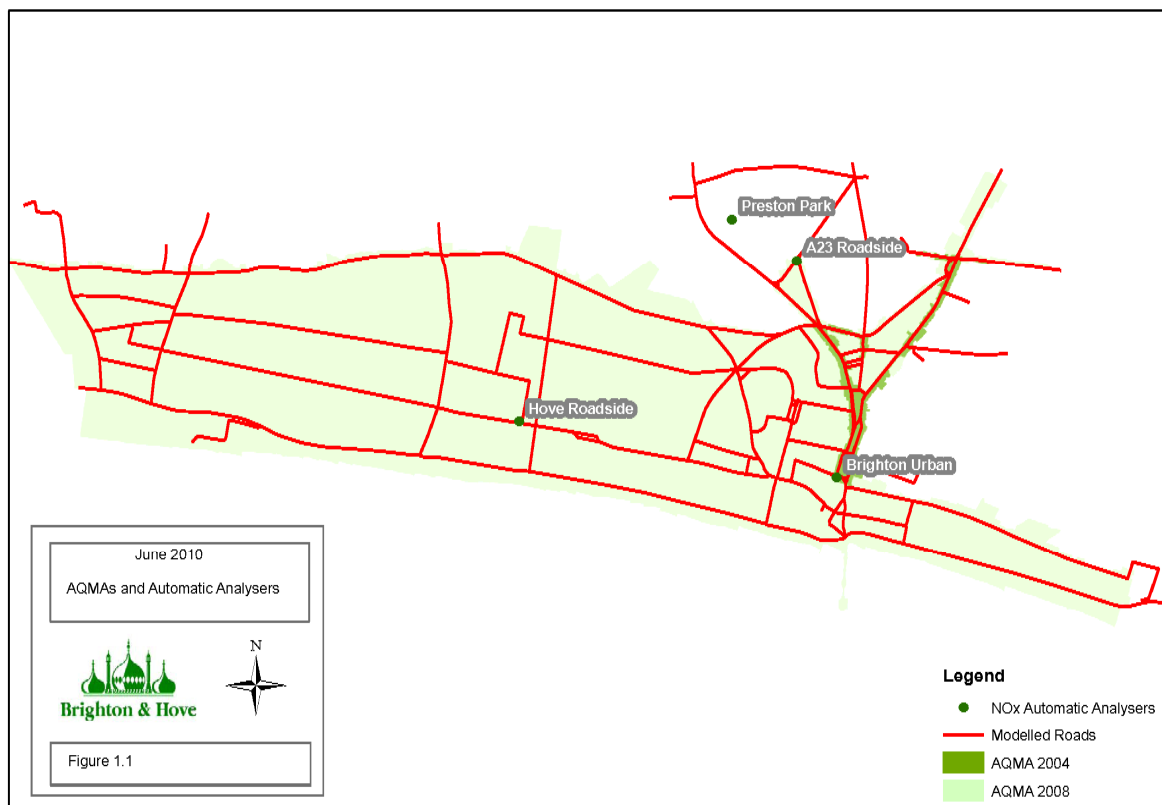 Preston Park
A23 Roadside
Hove Roadside
Brighton Urban
June 2010
AQMAs and Automatic Analysers
N
Brighton & Hove
Figure 1.1
Legend
NOx Automatic Analysers
Modelled Roads
AQMA 2004
AQMA 2008